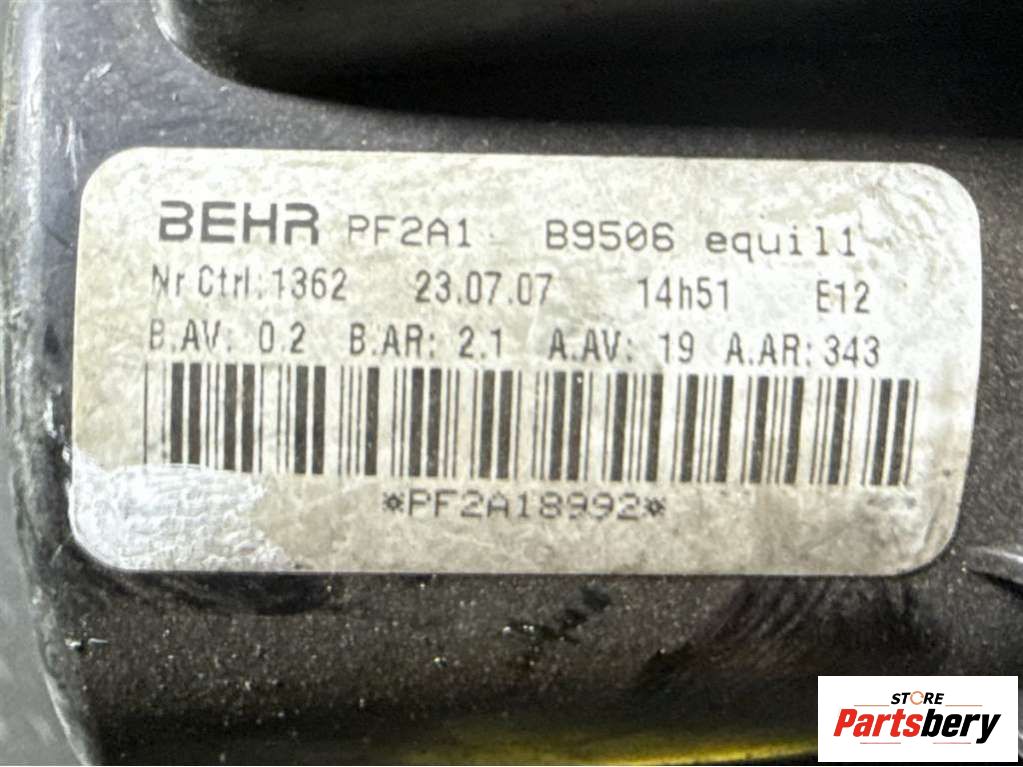 BEHR PF2A1 B9506 equil1
Nr Ctrl:1362 23.07.07 14h51 E12
B.AV: 0.2 B.AR: 2.1 A.AV: 19 A.AR: 343
*PF2A18992*
STORE
Partsbery